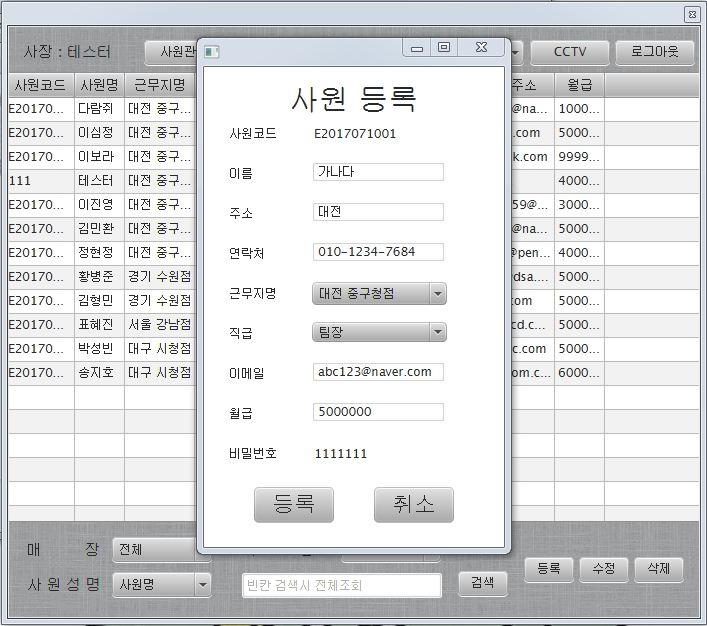 사장 : 테스터 사원관 CCTV 로그아웃
사원코드 사원명 근무지명 주소 월급
E20170... 다람쥐 대전 중구... @na... 1000...
E20170... 이심정 대전 중구... .com 5000...
E20170... 이보라 대전 중구... k.com 9999...
111 테스터 대전 중구... 4000...
E20170... 이진영 대전 중구... 59@... 3000...
E20170... 김민환 대전 중구... @na... 5000...
E20170... 정현정 대전 중구... @pen... 4000...
E20170... 황병준 경기 수원점 dsa.... 5000...
E20170... 김형민 경기 수원점 com 5000...
E20170... 표혜진 서울 강남점 cd.c... 5000...
E20170... 박성빈 대구 시청점 c.com 5000...
E20170... 송지호 대구 시청점 om.c... 6000...
사원 등록
사원코드 E2017071001
이름 가나다
주소 대전
연락처 010-1234-7684
근무지명 대전 중구청점
직급 팀장
이메일 abc123@naver.com
월급 5000000
비밀번호 1111111
등록 취소
매 장 전체
사 원 성 명 사원명 빈칸 검색시 전체조회 검색 등록 수정 삭제